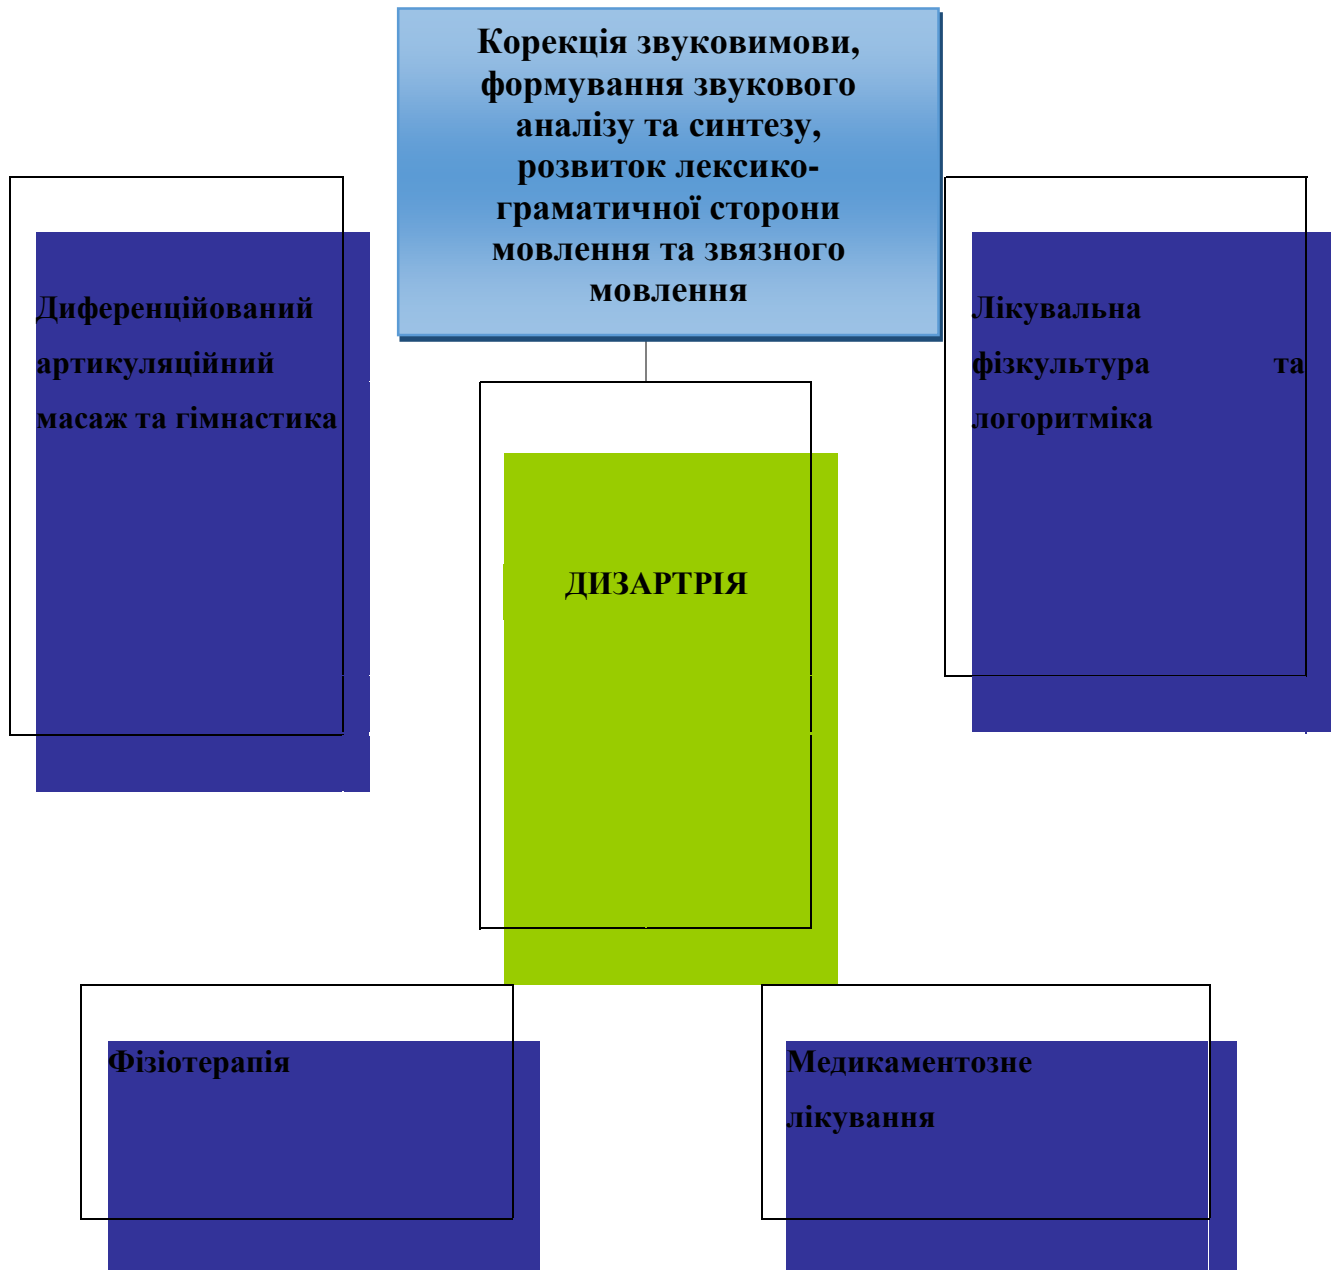 Корекція звуковимови,
формування звукового
аналізу та синтезу,
розвиток лексико-
граматичної сторони
мовлення та звязного
мовлення
Диференційований
артикуляційний
масаж та гімнастика
Лікувальна
фізкультура та
логоритміка
ДИЗАРТРІЯ
Фізіотерапія
Медикаментозне
лікування